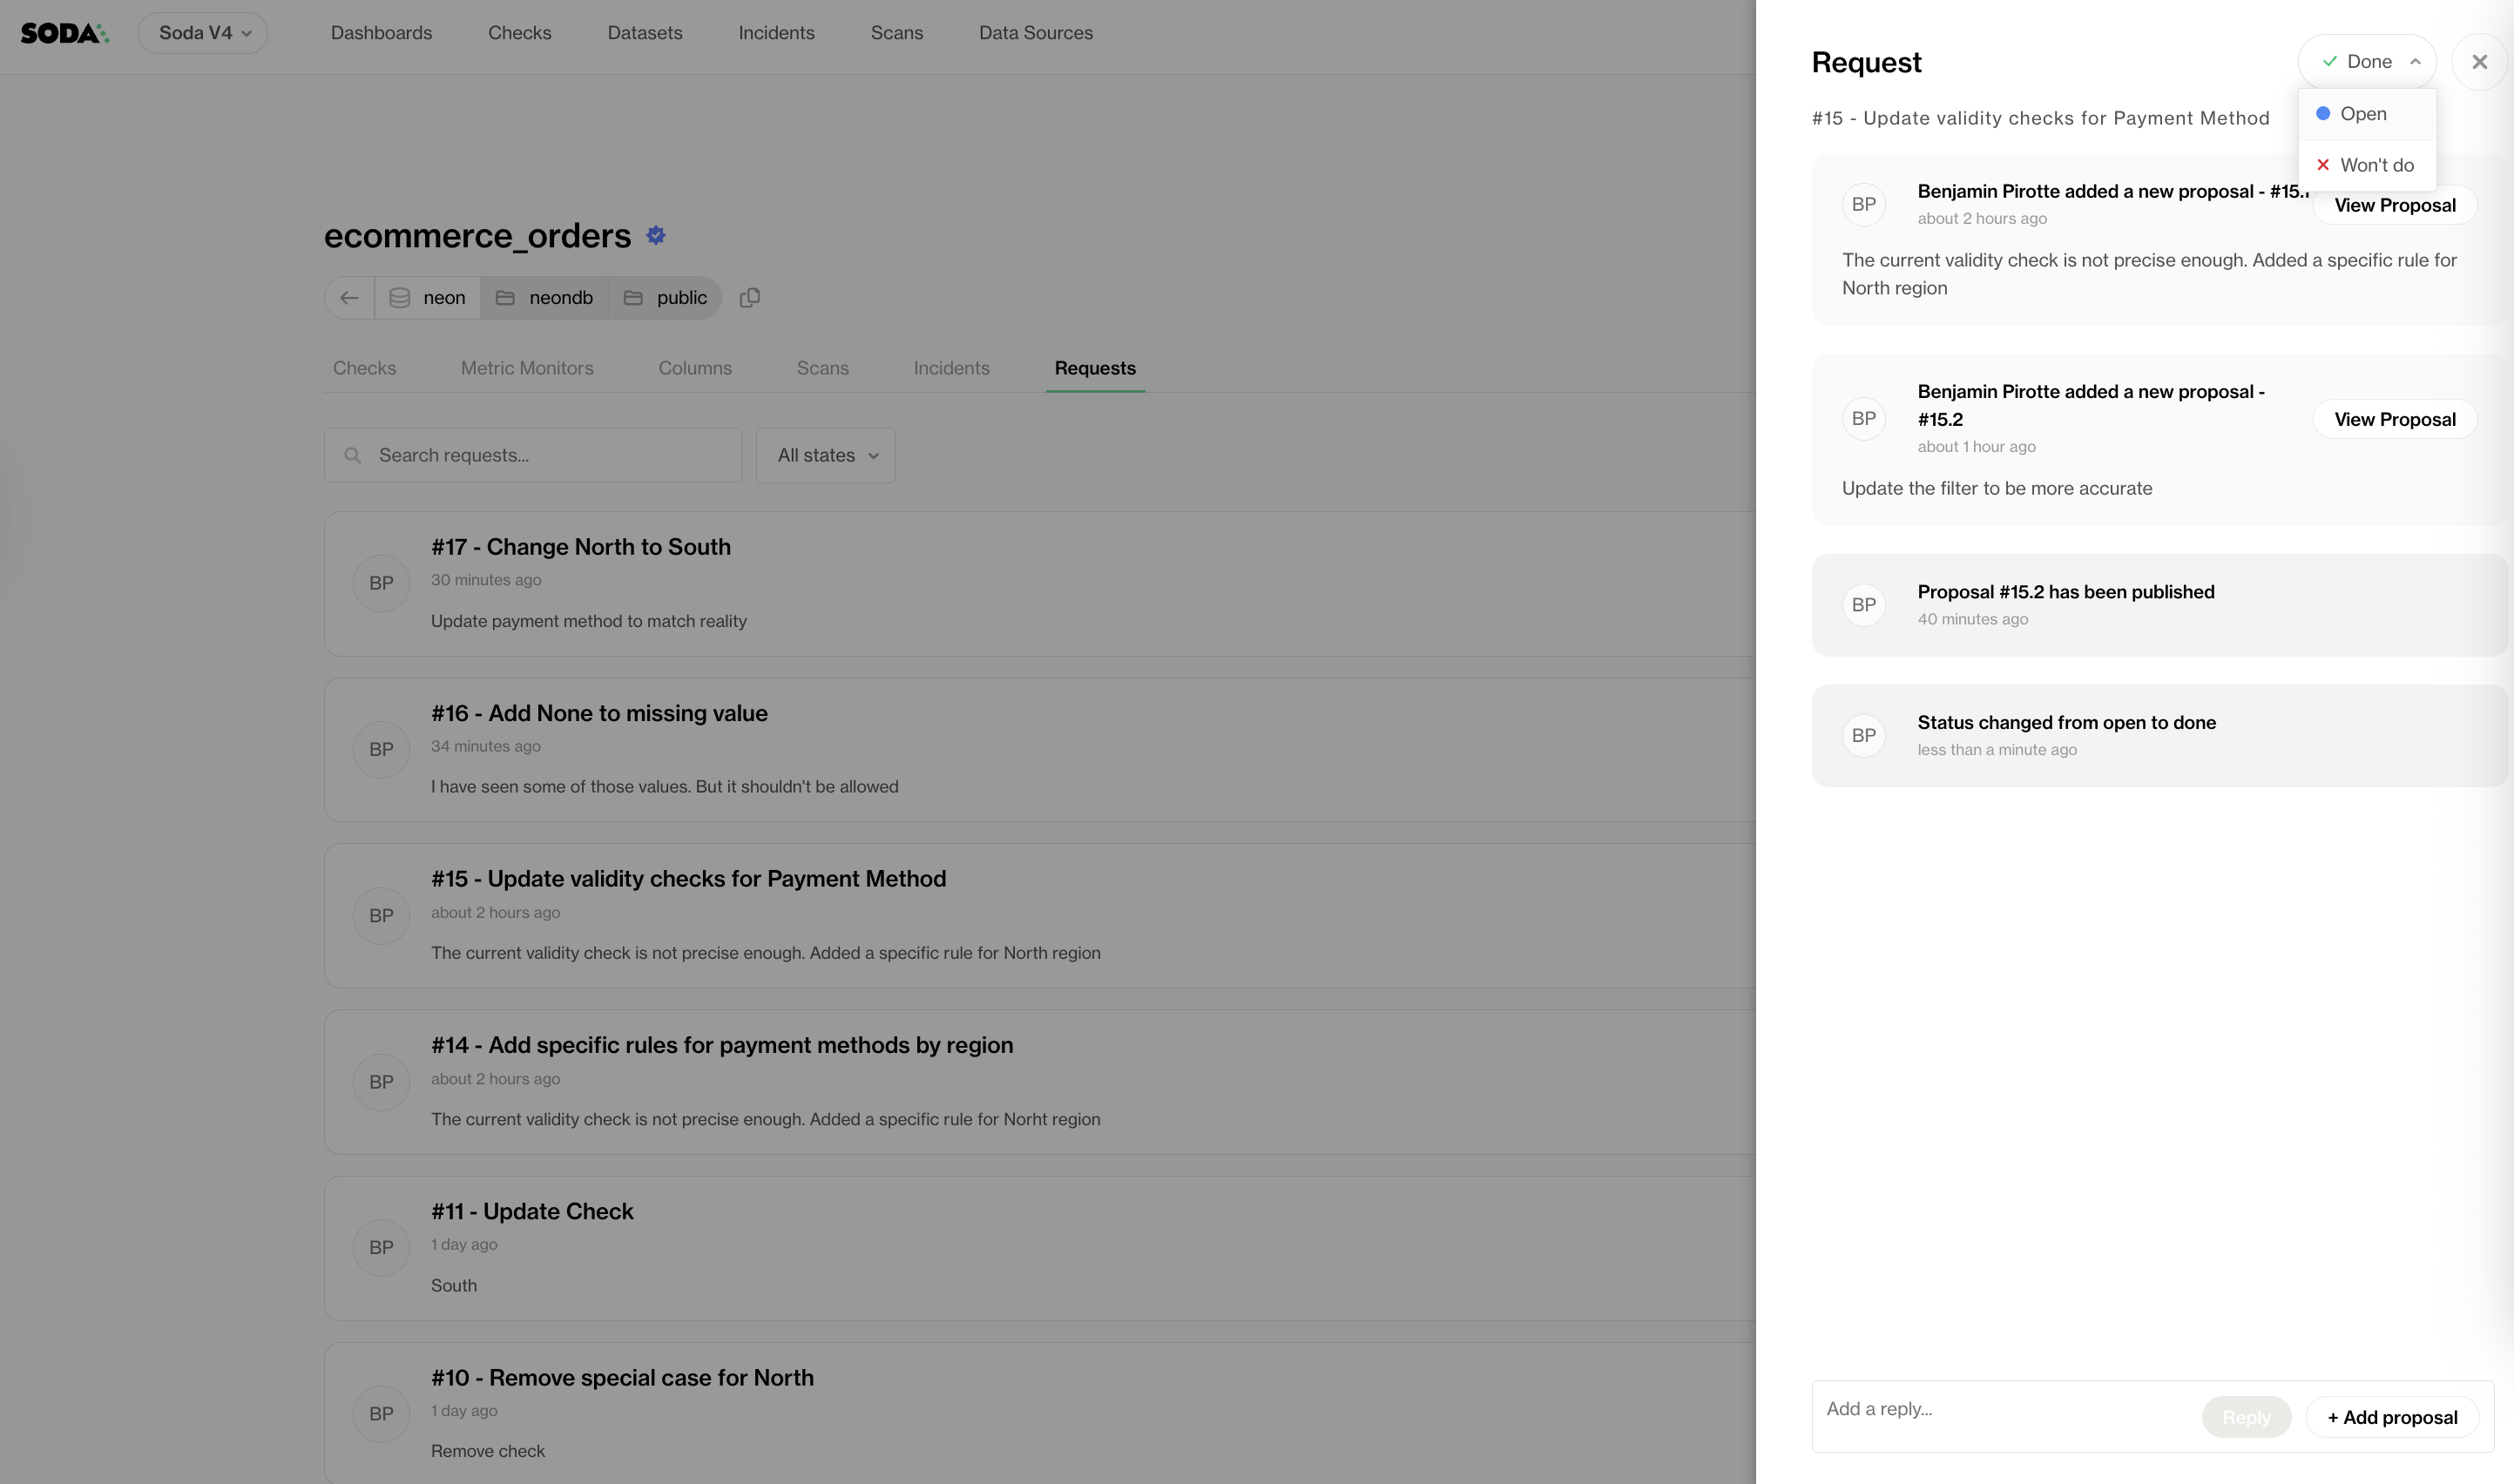 SODA
Soda V4
Dashboards
Checks
Datasets
Incidents
Scans
Data Sources
ecommerce_orders
neon
neondb
public
Checks
Metric Monitors
Columns
Scans
Incidents
Requests
Search requests...
All states
BP
#17 - Change North to South
30 minutes ago
Update payment method to match reality
BP
#16 - Add None to missing value
34 minutes ago
I have seen some of those values. But it shouldn't be allowed
BP
#15 - Update validity checks for Payment Method
about 2 hours ago
The current validity check is not precise enough. Added a specific rule for North region
BP
#14 - Add specific rules for payment methods by region
about 2 hours ago
The current validity check is not precise enough. Added a specific rule for Norht region
BP
#11 - Update Check
1 day ago
South
BP
#10 - Remove special case for North
1 day ago
Remove check
Request
Done
Open
Won't do
#15 - Update validity checks for Payment Method
BP
Benjamin Pirotte added a new proposal - #15.1
about 2 hours ago
View Proposal
The current validity check is not precise enough. Added a specific rule for
North region
BP
Benjamin Pirotte added a new proposal -
#15.2
about 1 hour ago
View Proposal
Update the filter to be more accurate
BP
Proposal #15.2 has been published
40 minutes ago
BP
Status changed from open to done
less than a minute ago
Add a reply...
Reply
+ Add proposal